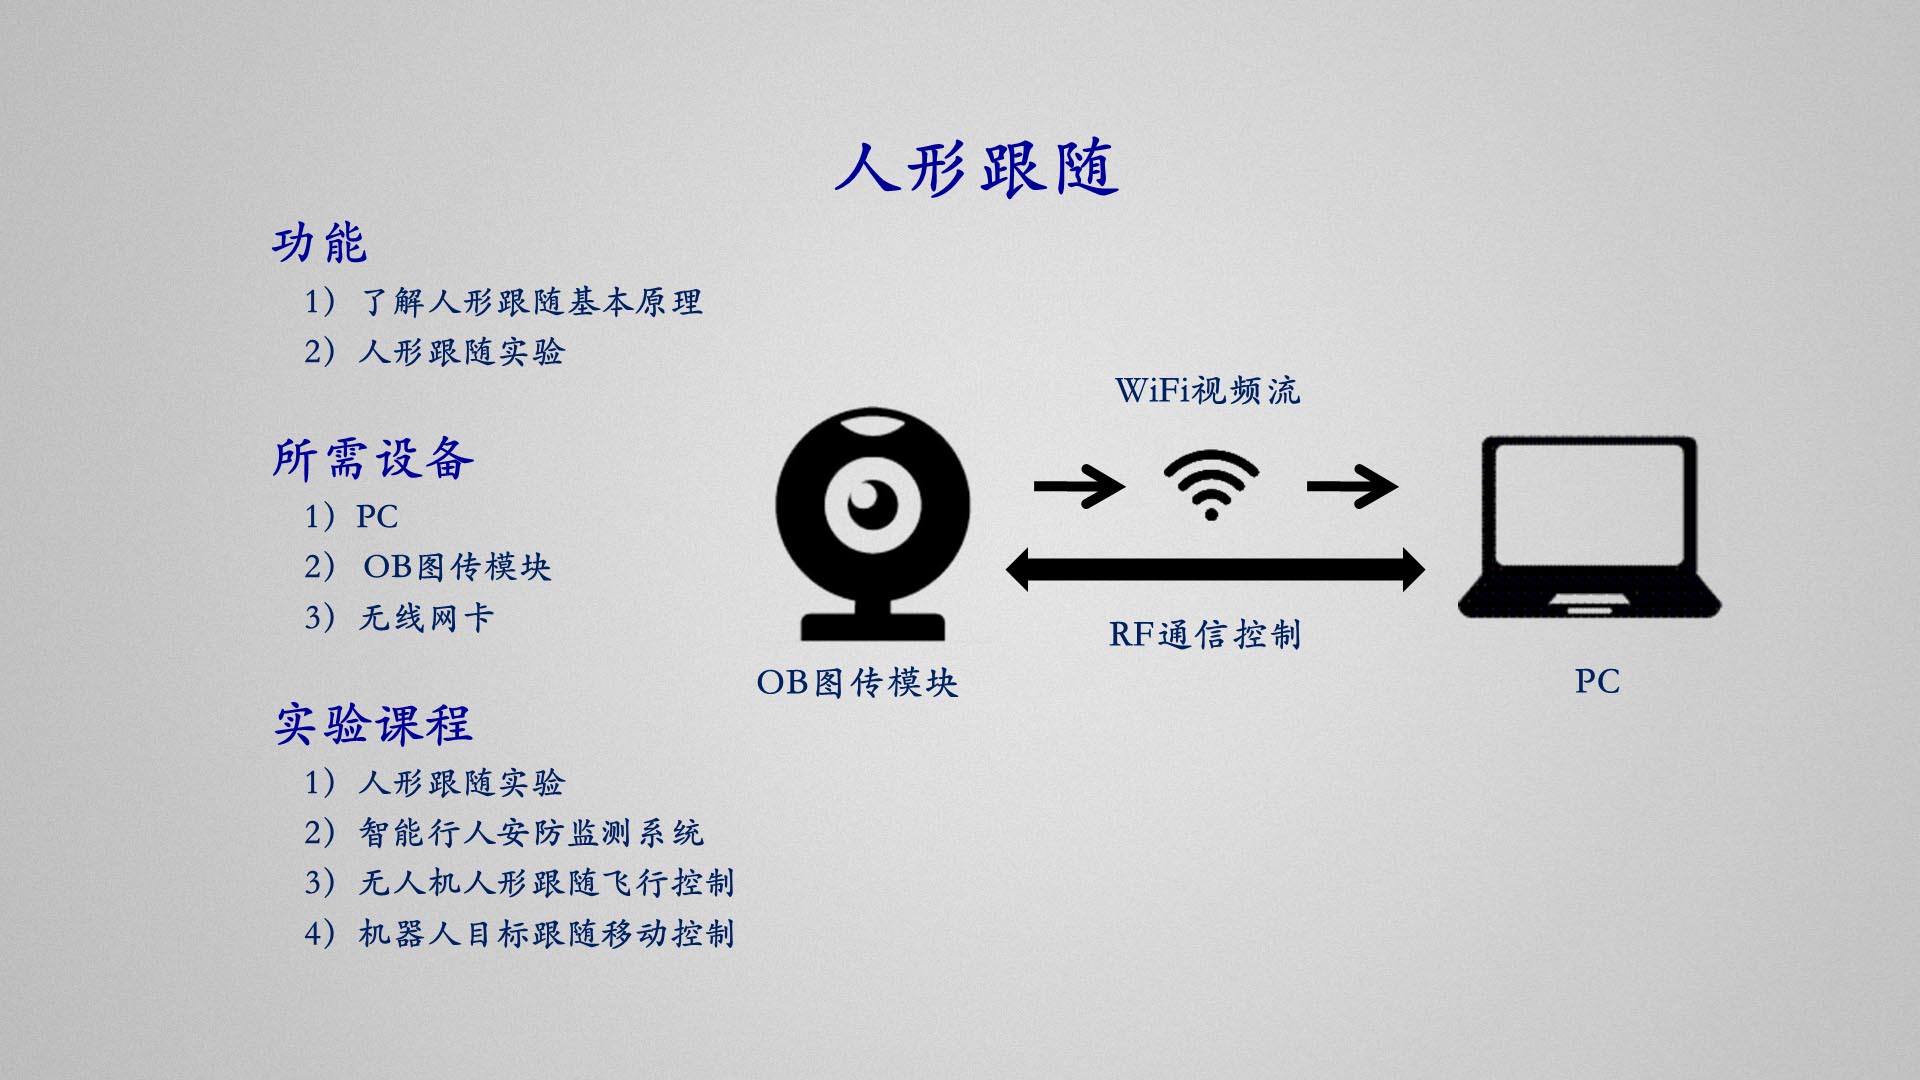 人形跟随
功能
1）了解人形跟随基本原理
2）人形跟随实验
所需设备
1）PC
2） OB图传模块
3）无线网卡
实验课程
1）人形跟随实验
2）智能行人安防监测系统
3）无人机人形跟随飞行控制
4）机器人目标跟随移动控制
WiFi视频流
RF通信控制
OB图传模块
PC